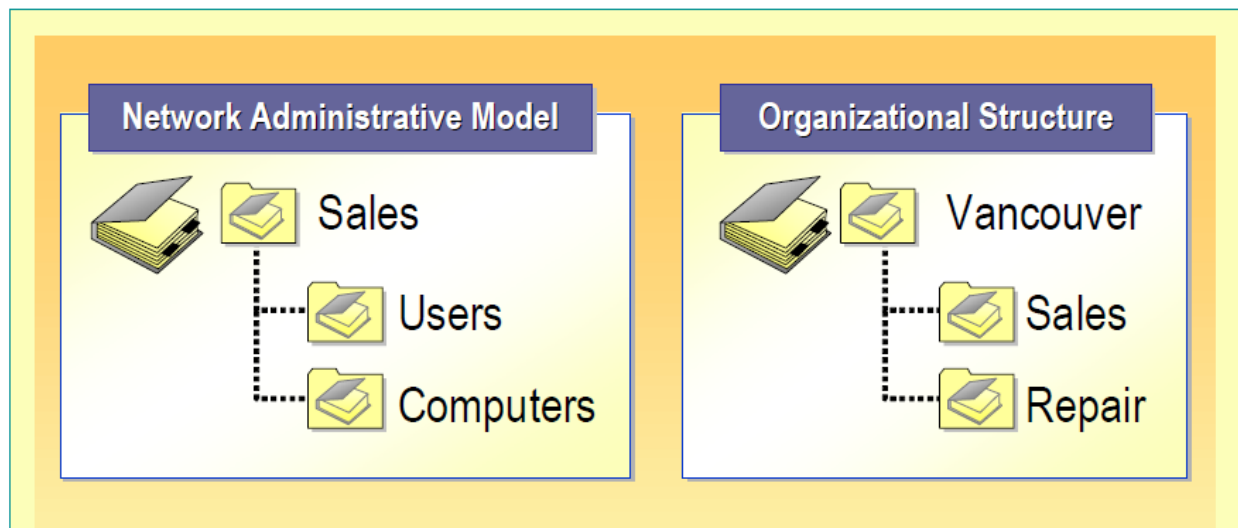 Network Administrative Model
Sales
Users
Computers
Organizational Structure
Vancouver
Sales
Repair